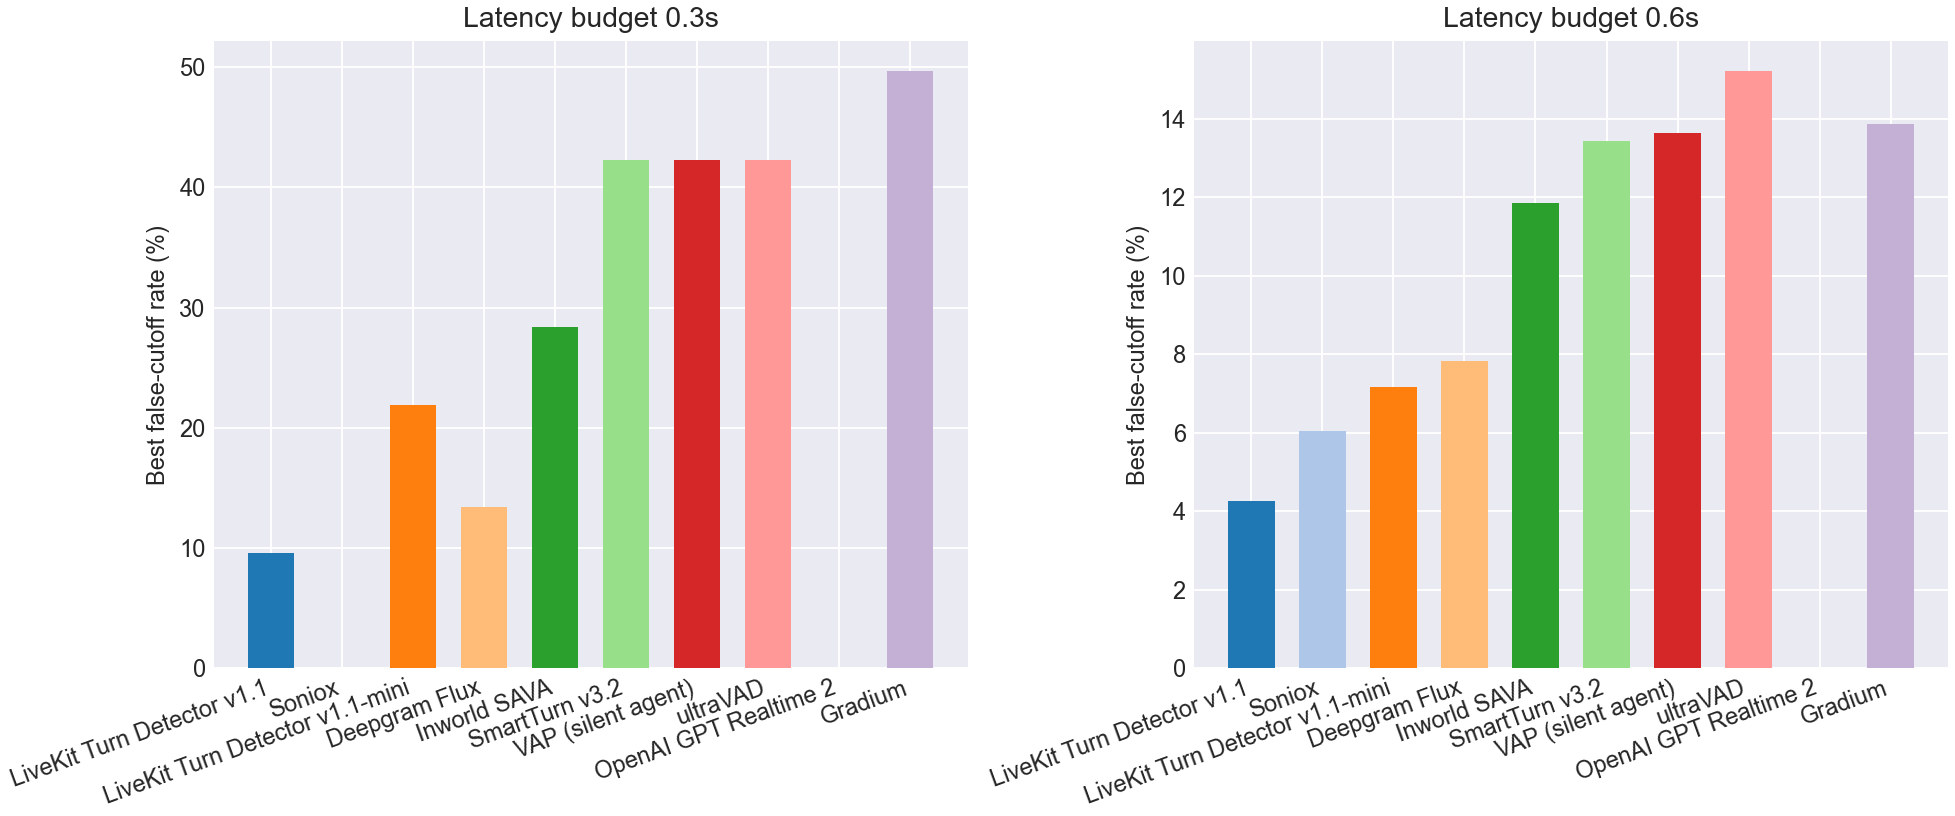 Latency budget 0.3s
Best false-cutoff rate (%)
50
40
30
20
10
0
LiveKit Turn Detector v1.1
Soniox
LiveKit Turn Detector v1.1-mini
Deepgram Flux
Inworld SAVA
SmartTurn v3.2
VAP (silent agent)
ultraVAD
OpenAI GPT Realtime 2
Gradium
Latency budget 0.6s
Best false-cutoff rate (%)
14
12
10
8
6
4
2
0
LiveKit Turn Detector v1.1
Soniox
LiveKit Turn Detector v1.1-mini
Deepgram Flux
Inworld SAVA
SmartTurn v3.2
VAP (silent agent)
ultraVAD
OpenAI GPT Realtime 2
Gradium